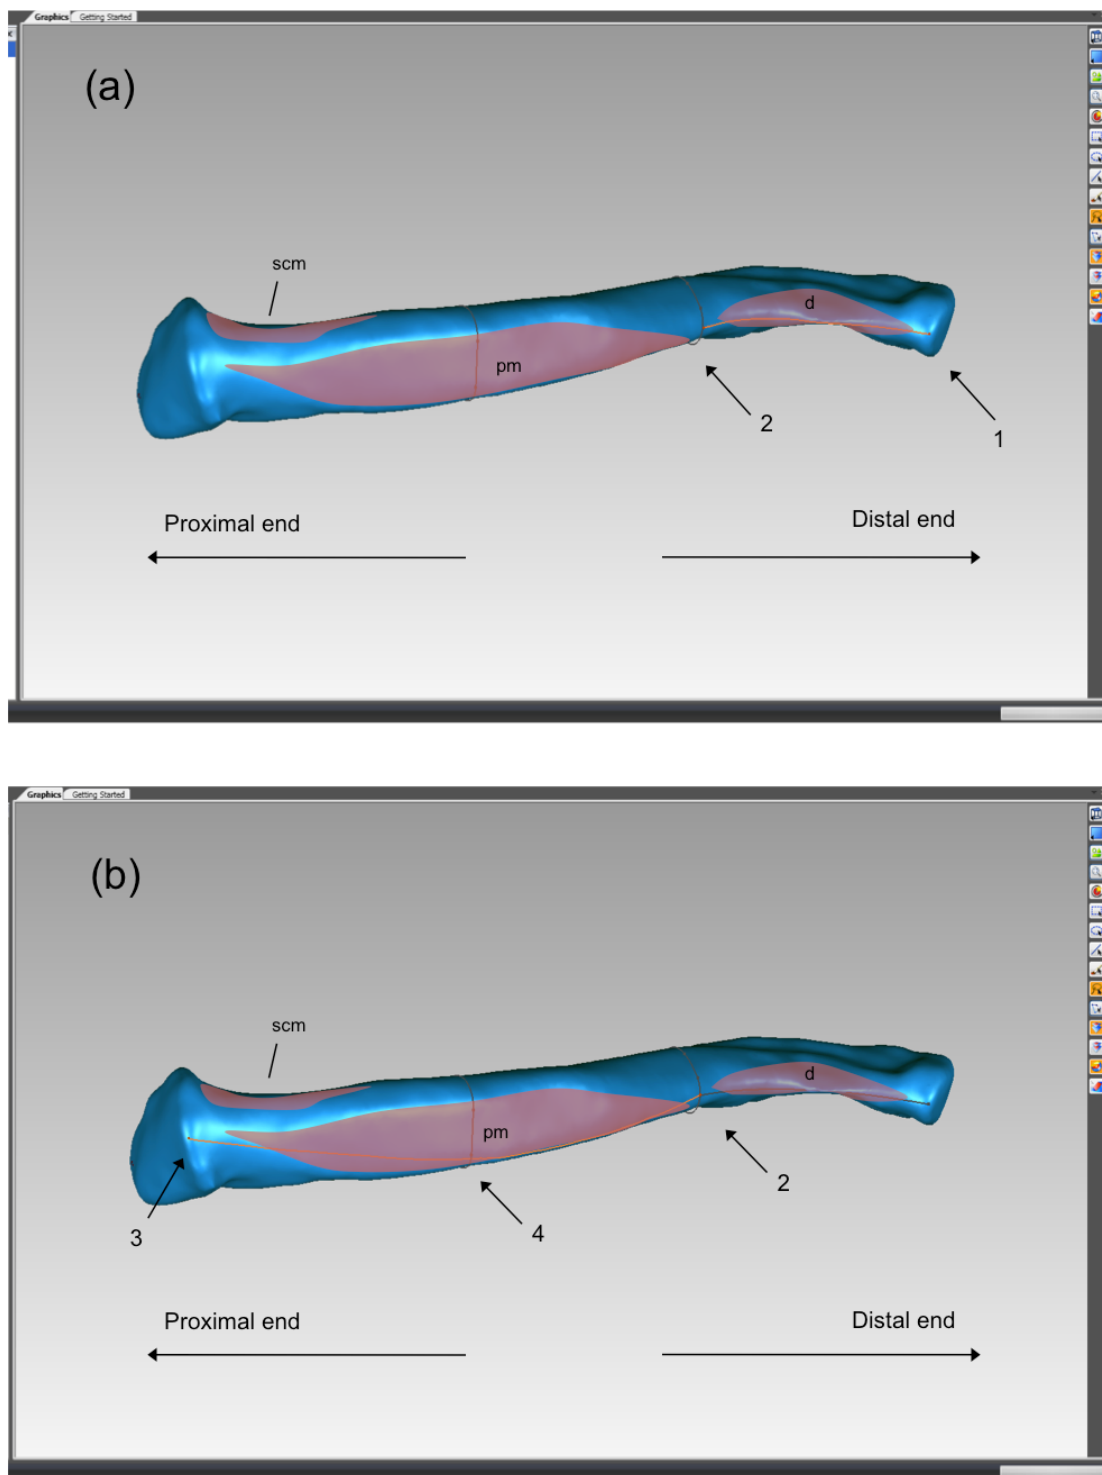 Graphics Getting Started
(a)
scm
d
pm
2
1
Proximal end
Distal end
Graphics Getting Started
(b)
scm
d
pm
2
4
3
Proximal end
Distal end